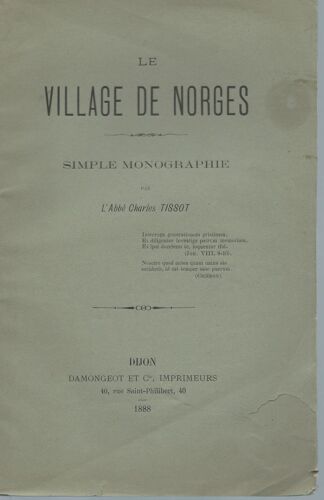 LE
VILLAGE DE NORGES
SIMPLE MONOGRAPHIE
PAR
L'Abbé Charles TISSOT
Interroga generationem pristinam,
Et diligenter investiga patrum memoriam,
Et ipsi docebunt te, loquentur tibi.
(Job. VIII, 8-10).
Nescire quid antea quam natus sis
acciderit, id est semper esse puerum.
(Cicéron).
DIJON
DAMONGEOT ET Cie, IMPRIMEURS
40, rue Saint-Philibert, 40
1888